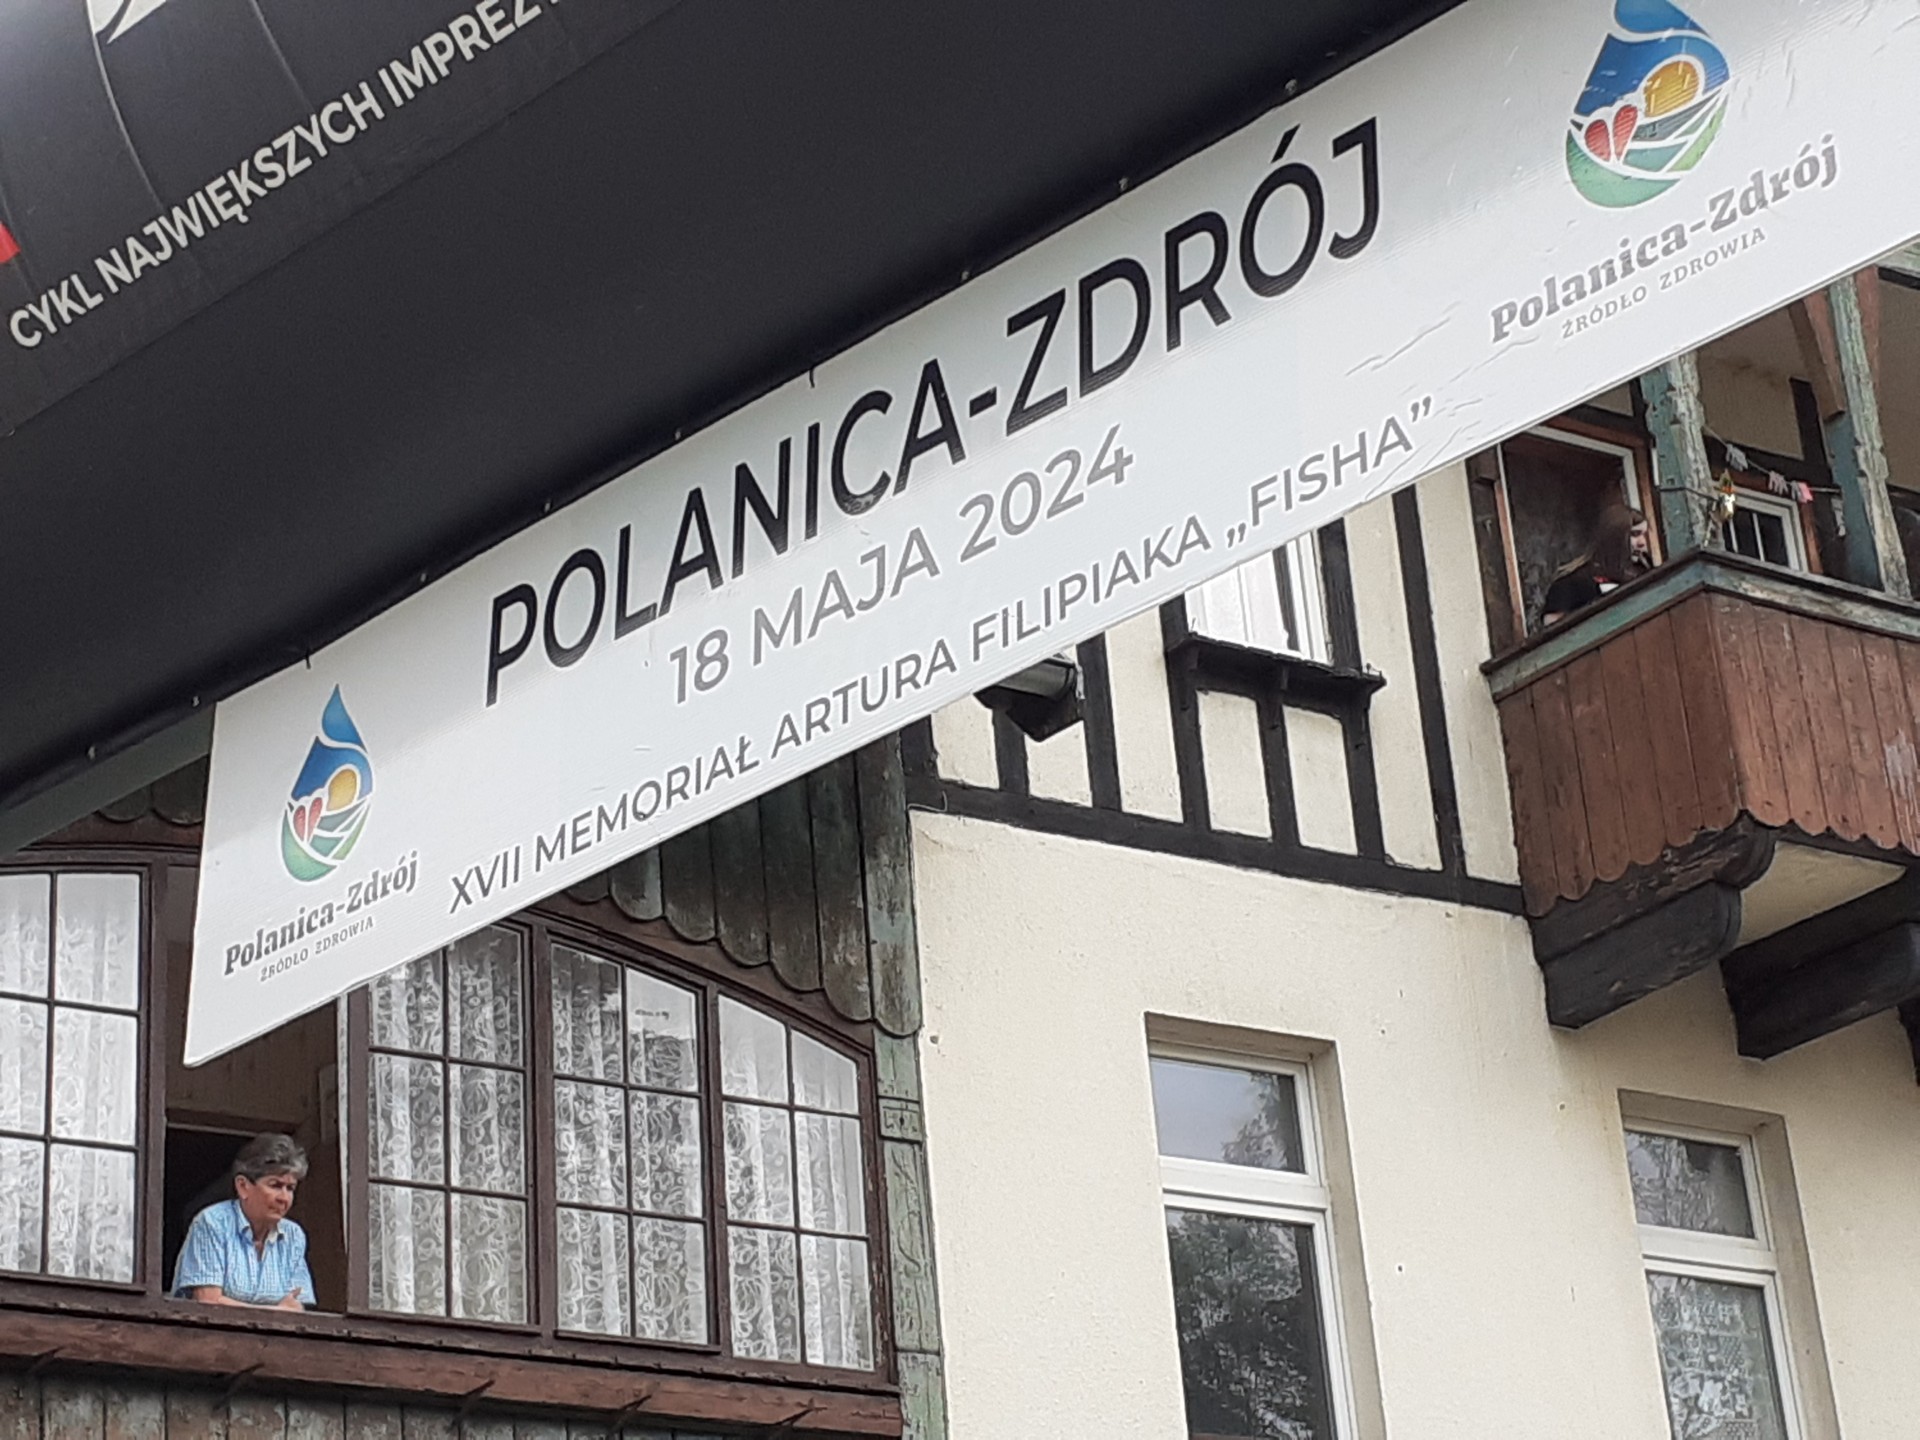 CYKL NAJWIĘKSZYCH IMPREZ
POLANICA-ZDRÓJ
18 MAJA 2024
XVII MEMORIAŁ ARTURA FILIPIAKA „FISHA”
Polanica-Zdrój
ŹRÓDŁO ZDROWIA
Polanica-Zdrój
ŹRÓDŁO ZDROWIA